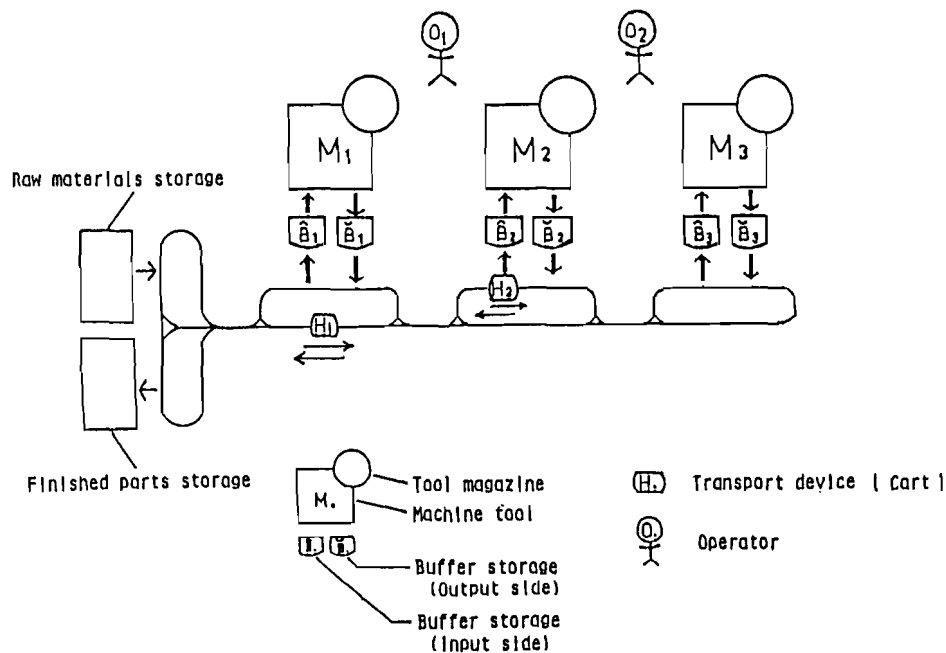 O1
O2
M1
M2
M3
Raw materials storage
B̂1
B̌1
B̂2
B̌2
B̂3
B̌3
H2
H1
Finished parts storage
Tool magazine
M.
Machine tool
H.
Transport device ( Cart )
O.
Operator
Buffer storage
(Output side)
Buffer storage
(Input side)